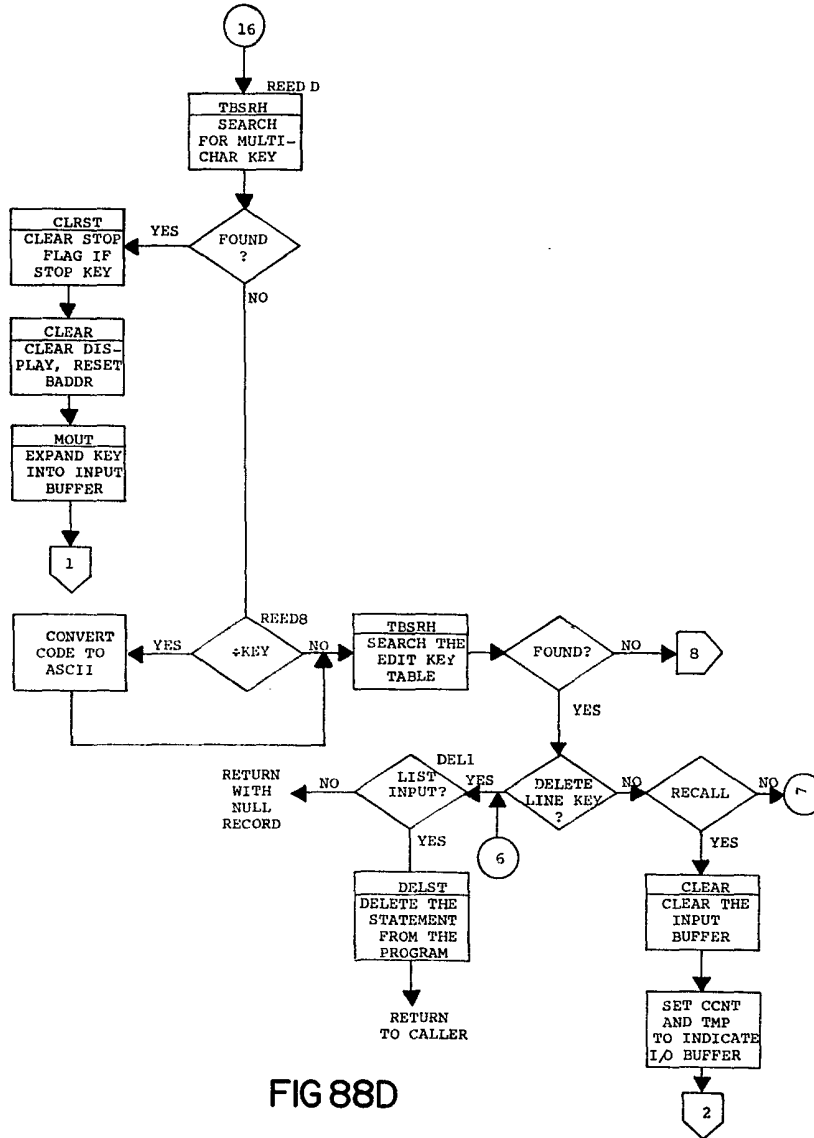 16
REED D
TBSRH
SEARCH
FOR MULTI-
CHAR KEY
FOUND
?
YES
NO
CLRST
CLEAR STOP
FLAG IF
STOP KEY
CLEAR
CLEAR DIS-
PLAY, RESET
BADDR
MOUT
EXPAND KEY
INTO INPUT
BUFFER
1
REED8
÷KEY
YES
NO
CONVERT
CODE TO
ASCII
TBSRH
SEARCH THE
EDIT KEY
TABLE
FOUND?
NO
8
YES
DELETE
LINE KEY
?
YES
NO
DEL1
LIST
INPUT?
NO
RETURN
WITH
NULL
RECORD
6
YES
DELST
DELETE THE
STATEMENT
FROM THE
PROGRAM
RETURN
TO CALLER
RECALL
NO
7
YES
CLEAR
CLEAR THE
INPUT
BUFFER
SET CCNT
AND TMP
TO INDICATE
I/O BUFFER
2
FIG 88D